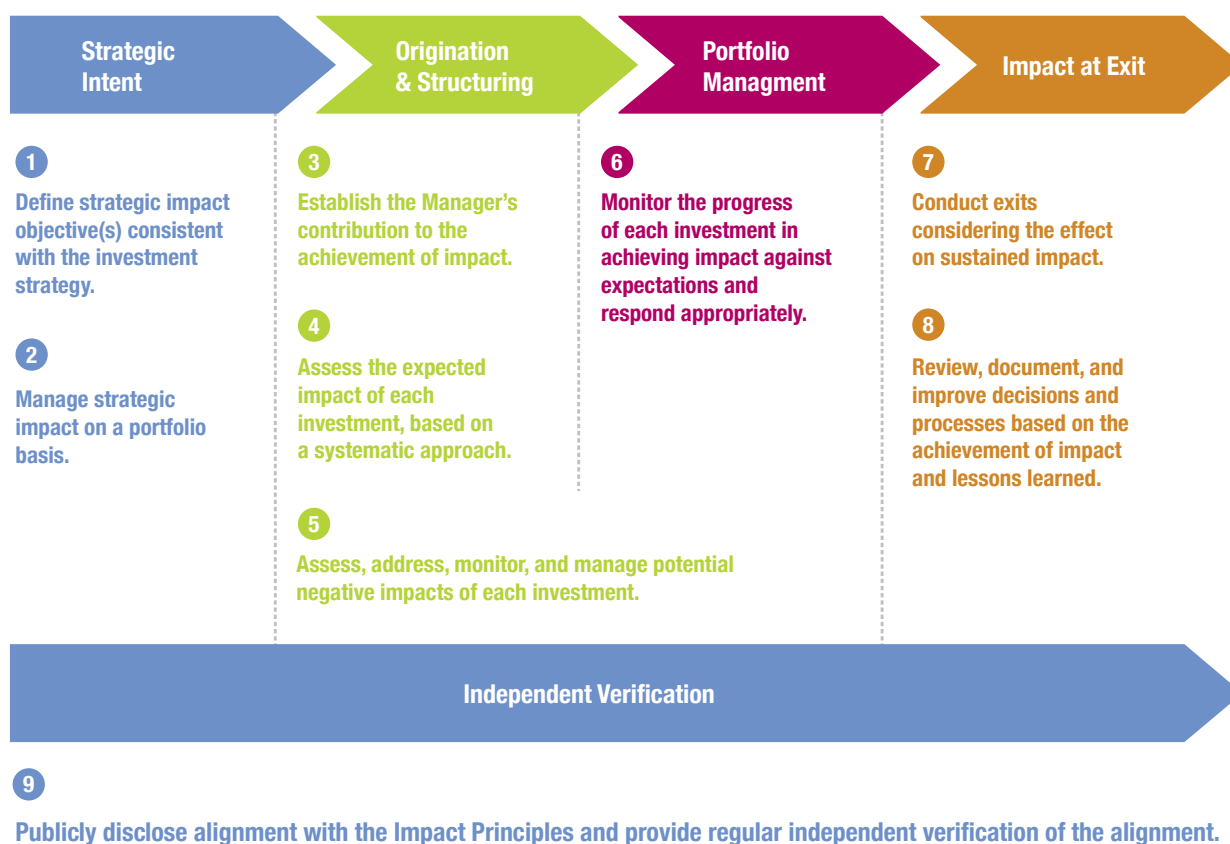 Strategic
Intent
Origination
& Structuring
Portfolio
Managment
Impact at Exit
1
Define strategic impact
objective(s) consistent
with the investment
strategy.
2
Manage strategic
impact on a portfolio
basis.
3
Establish the Manager’s
contribution to the
achievement of impact.
4
Assess the expected
impact of each
investment, based on
a systematic approach.
5
Assess, address, monitor, and manage potential
negative impacts of each investment.
6
Monitor the progress
of each investment in
achieving impact against
expectations and
respond appropriately.
7
Conduct exits
considering the effect
on sustained impact.
8
Review, document, and
improve decisions and
processes based on the
achievement of impact
and lessons learned.
Independent Verification
9
Publicly disclose alignment with the Impact Principles and provide regular independent verification of the alignment.